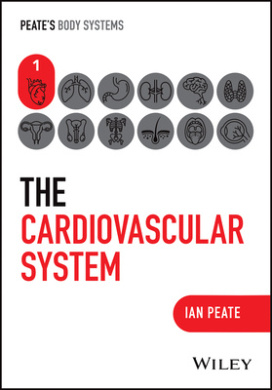 PEATE'S BODY SYSTEMS
1
THE
CARDIOVASCULAR
SYSTEM
IAN PEATE
WILEY